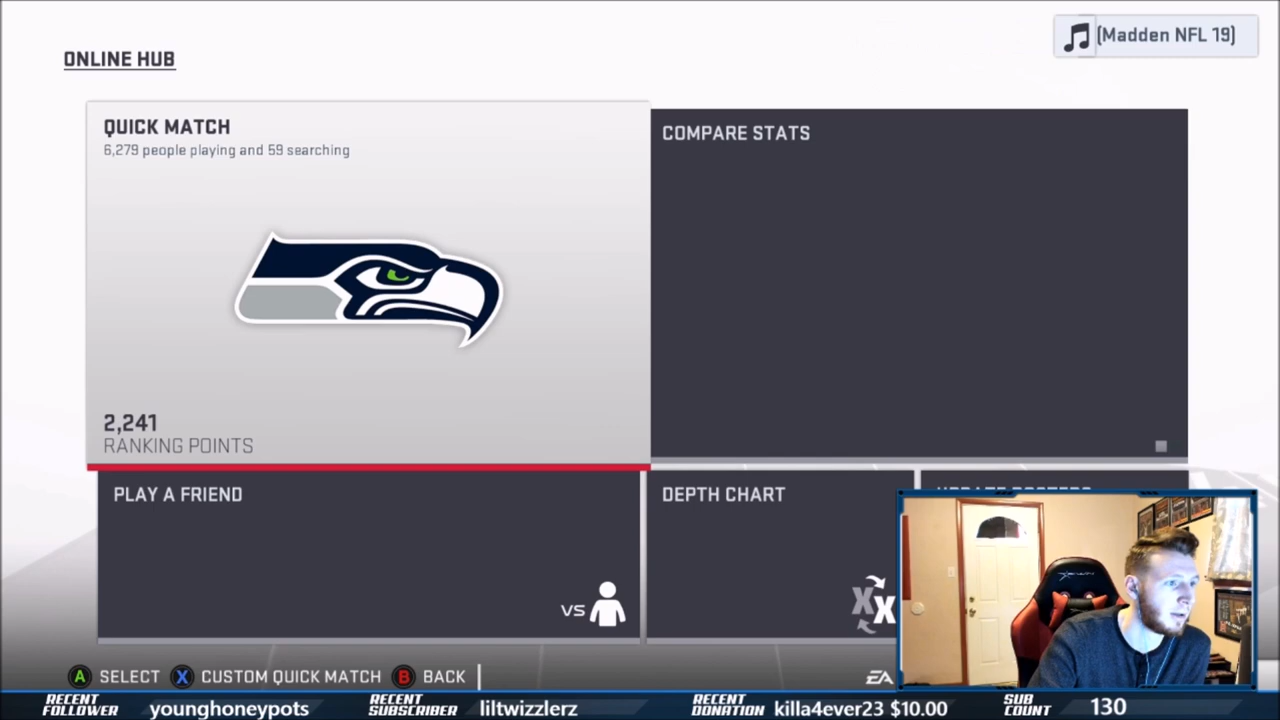 (Madden NFL 19)
ONLINE HUB
QUICK MATCH
6,279 people playing and 59 searching
COMPARE STATS
2,241
RANKING POINTS
PLAY A FRIEND
DEPTH CHART
VS
XX
A SELECT X CUSTOM QUICK MATCH B BACK
EA
RECENT FOLLOWER younghoneypots
RECENT SUBSCRIBER liltwizzlerz
RECENT DONATION killa4ever23 $10.00
SUB COUNT 130